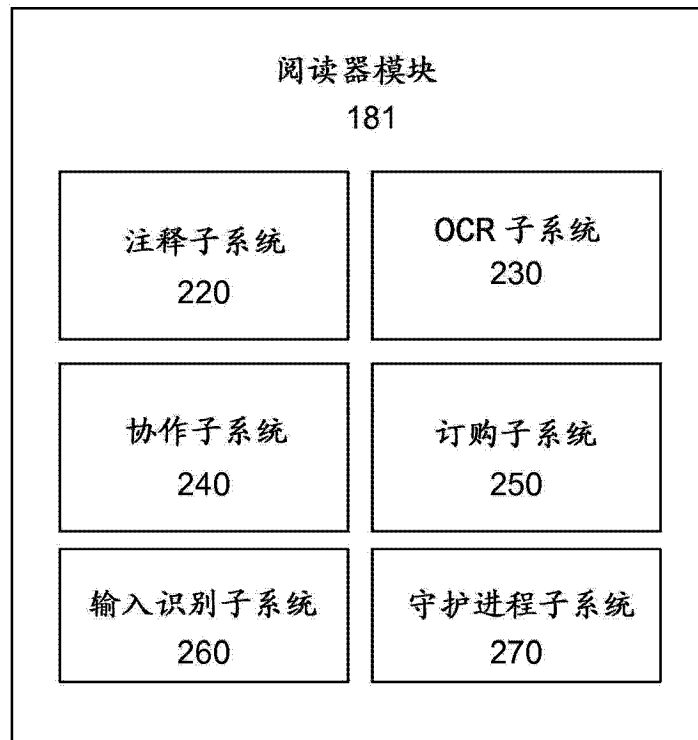 阅读器模块
181
注释子系统
220
OCR 子系统
230
协作子系统
240
订购子系统
250
输入识别子系统
260
守护进程子系统
270